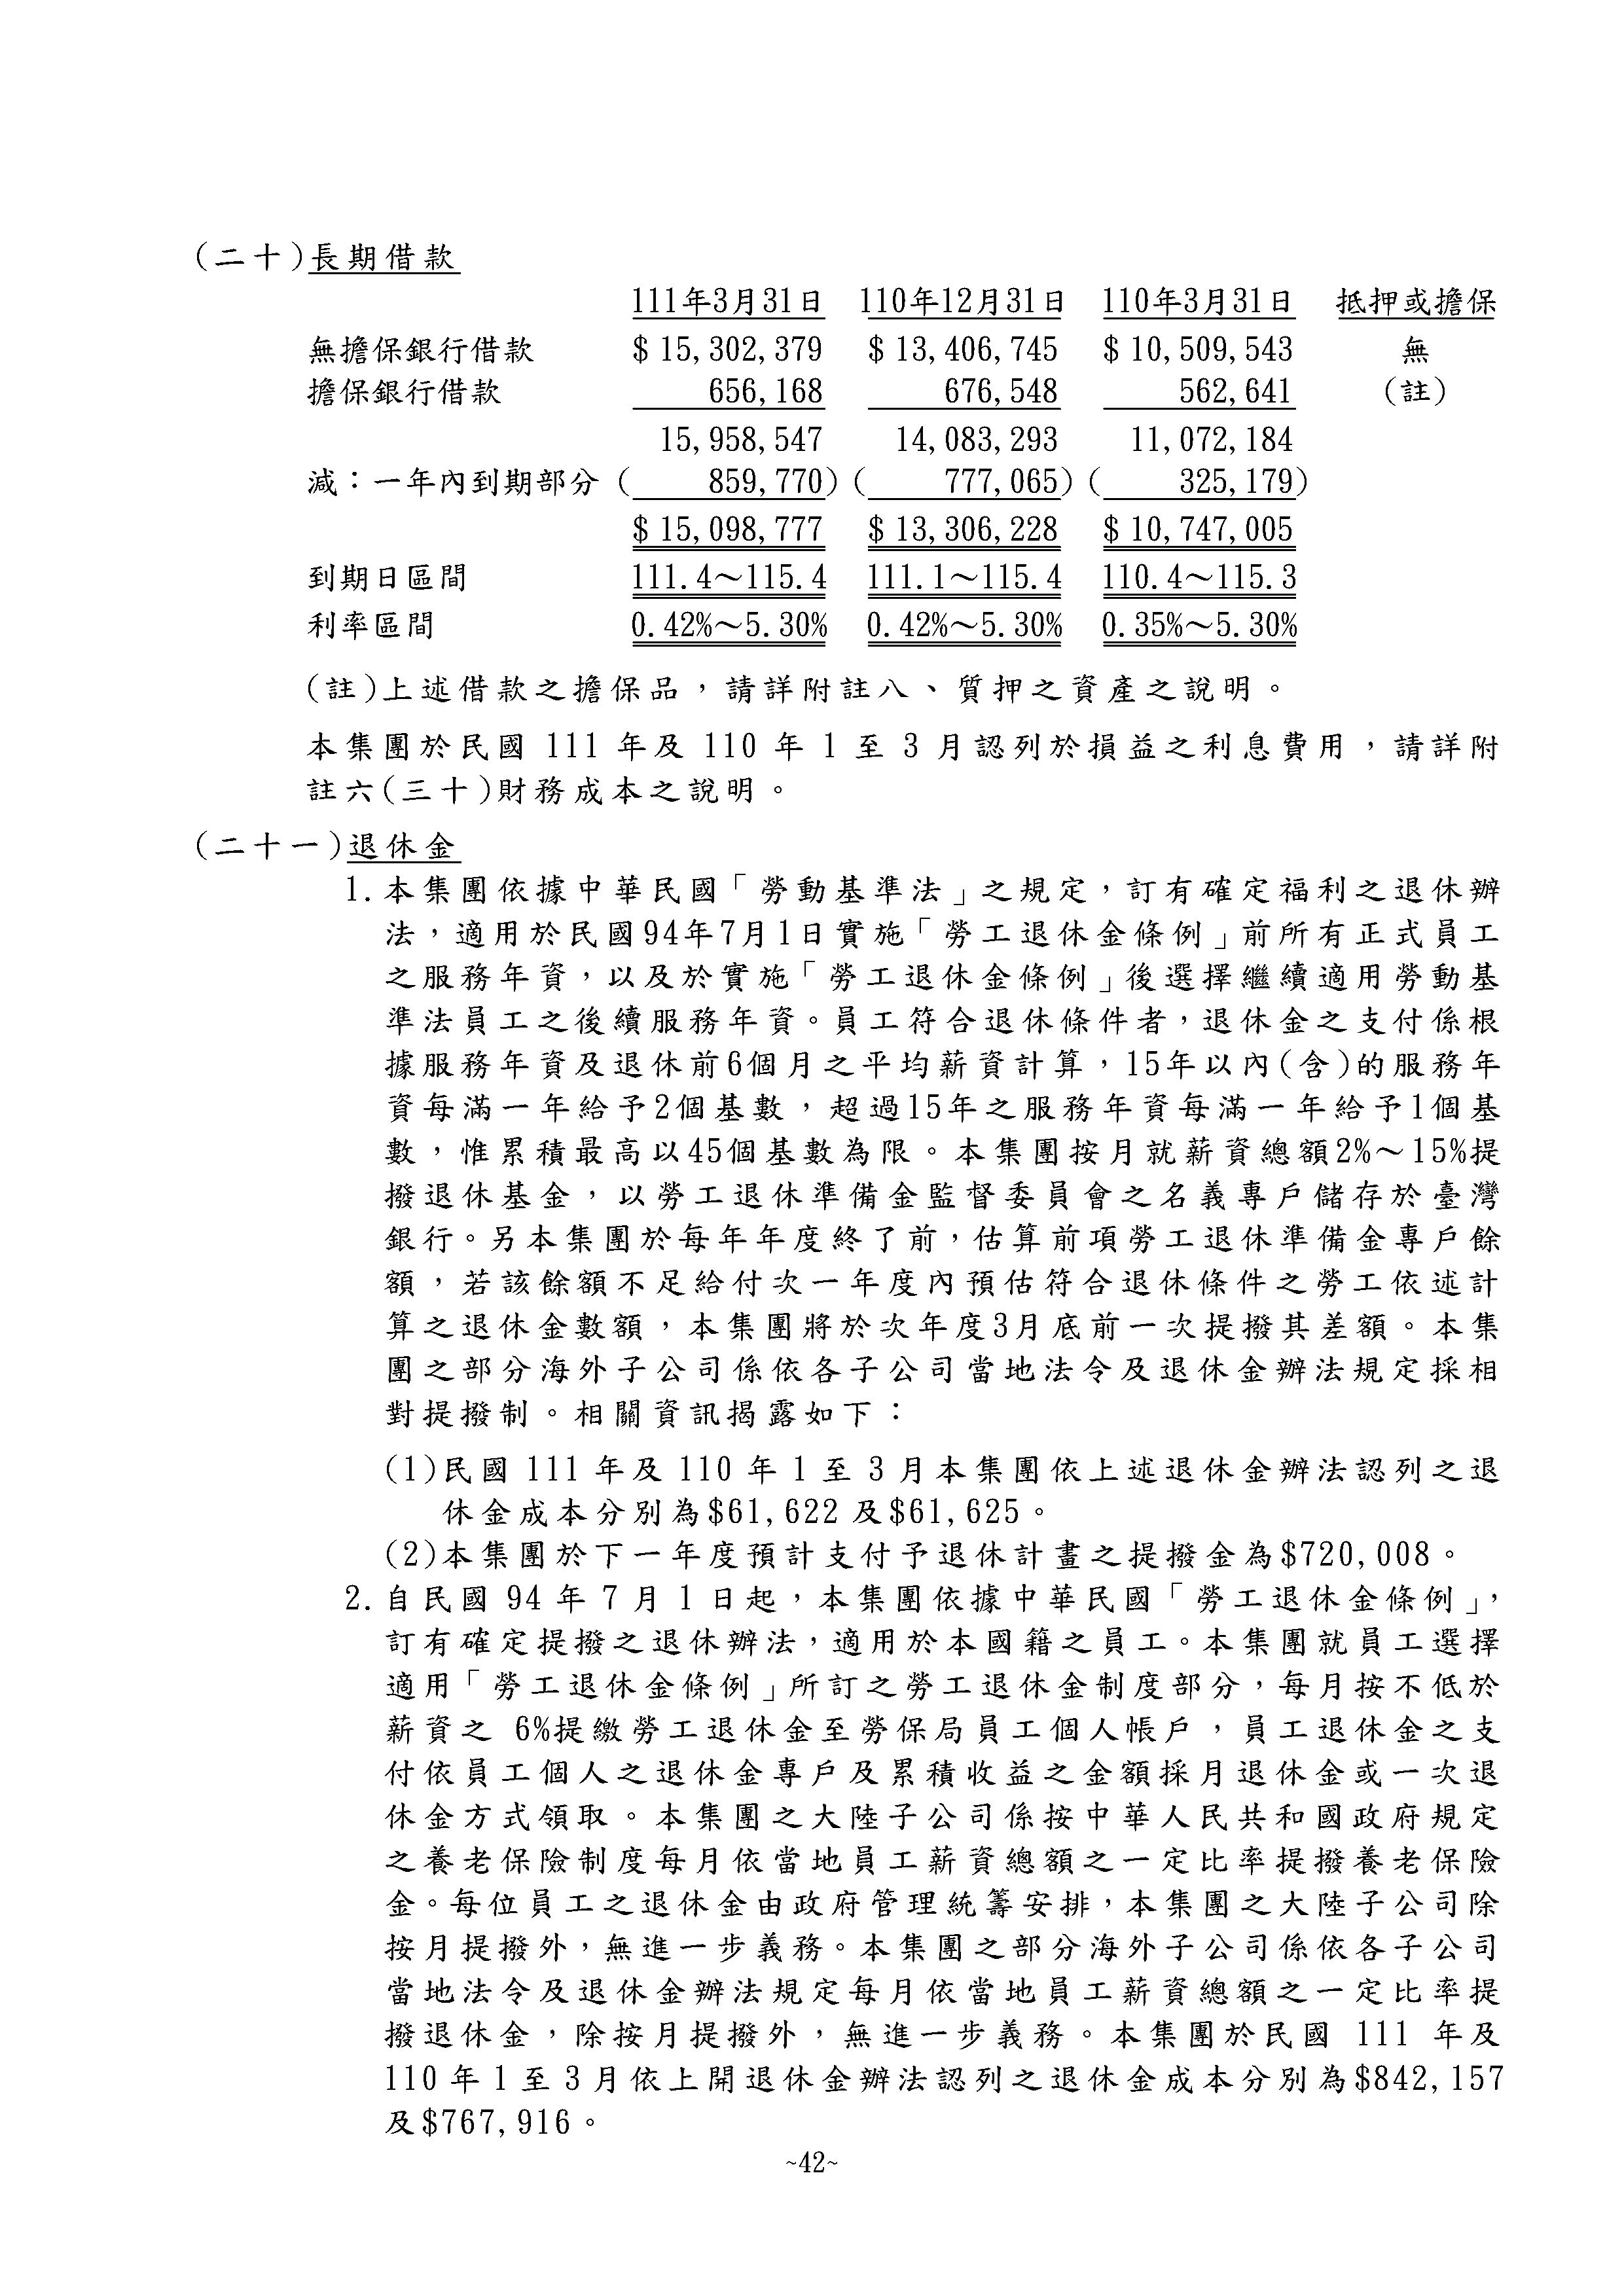 (二十)長期借款
111年3月31日 110年12月31日 110年3月31日 抵押或擔保
無擔保銀行借款 $ 15,302,379 $ 13,406,745 $ 10,509,543 無
擔保銀行借款 656,168 676,548 562,641 (註)
15,958,547 14,083,293 11,072,184
減：一年內到期部分 ( 859,770) ( 777,065) ( 325,179)
$ 15,098,777 $ 13,306,228 $ 10,747,005
到期日區間 111.4～115.4 111.1～115.4 110.4～115.3
利率區間 0.42%～5.30% 0.42%～5.30% 0.35%～5.30%
(註)上述借款之擔保品，請詳附註八、質押之資產之說明。
本集團於民國 111 年及 110 年 1 至 3 月認列於損益之利息費用，請詳附
註六(三十)財務成本之說明。
(二十一)退休金
1.本集團依據中華民國「勞動基準法」之規定，訂有確定福利之退休辦
法，適用於民國94年7月1日實施「勞工退休金條例」前所有正式員工
之服務年資，以及於實施「勞工退休金條例」後選擇繼續適用勞動基
準法員工之後續服務年資。員工符合退休條件者，退休金之支付係根
據服務年資及退休前6個月之平均薪資計算，15年以內(含)的服務年
資每滿一年給予2個基數，超過15年之服務年資每滿一年給予1個基
數，惟累積最高以45個基數為限。本集團按月就薪資總額2%～15%提
撥退休基金，以勞工退休準備金監督委員會之名義專戶儲存於臺灣
銀行。另本集團於每年年度終了前，估算前項勞工退休準備金專戶餘
額，若該餘額不足給付次一年度內預估符合退休條件之勞工依述計
算之退休金數額，本集團將於次年度3月底前一次提撥其差額。本集
團之部分海外子公司係依各子公司當地法令及退休金辦法規定採相
對提撥制。相關資訊揭露如下：
(1)民國 111 年及 110 年 1 至 3 月本集團依上述退休金辦法認列之退
休金成本分別為$61,622 及$61,625。
(2)本集團於下一年度預計支付予退休計畫之提撥金為$720,008。
2.自民國 94 年 7 月 1 日起，本集團依據中華民國「勞工退休金條例」，
訂有確定提撥之退休辦法，適用於本國籍之員工。本集團就員工選擇
適用「勞工退休金條例」所訂之勞工退休金制度部分，每月按不低於
薪資之 6%提繳勞工退休金至勞保局員工個人帳戶，員工退休金之支
付依員工個人之退休金專戶及累積收益之金額採月退休金或一次退
休金方式領取。本集團之大陸子公司係按中華人民共和國政府規定
之養老保險制度每月依當地員工薪資總額之一定比率提撥養老保險
金。每位員工之退休金由政府管理統籌安排，本集團之大陸子公司除
按月提撥外，無進一步義務。本集團之部分海外子公司係依各子公司
當地法令及退休金辦法規定每月依當地員工薪資總額之一定比率提
撥退休金，除按月提撥外，無進一步義務。本集團於民國 111 年及
110 年 1 至 3 月依上開退休金辦法認列之退休金成本分別為$842,157
及$767,916。
~42~